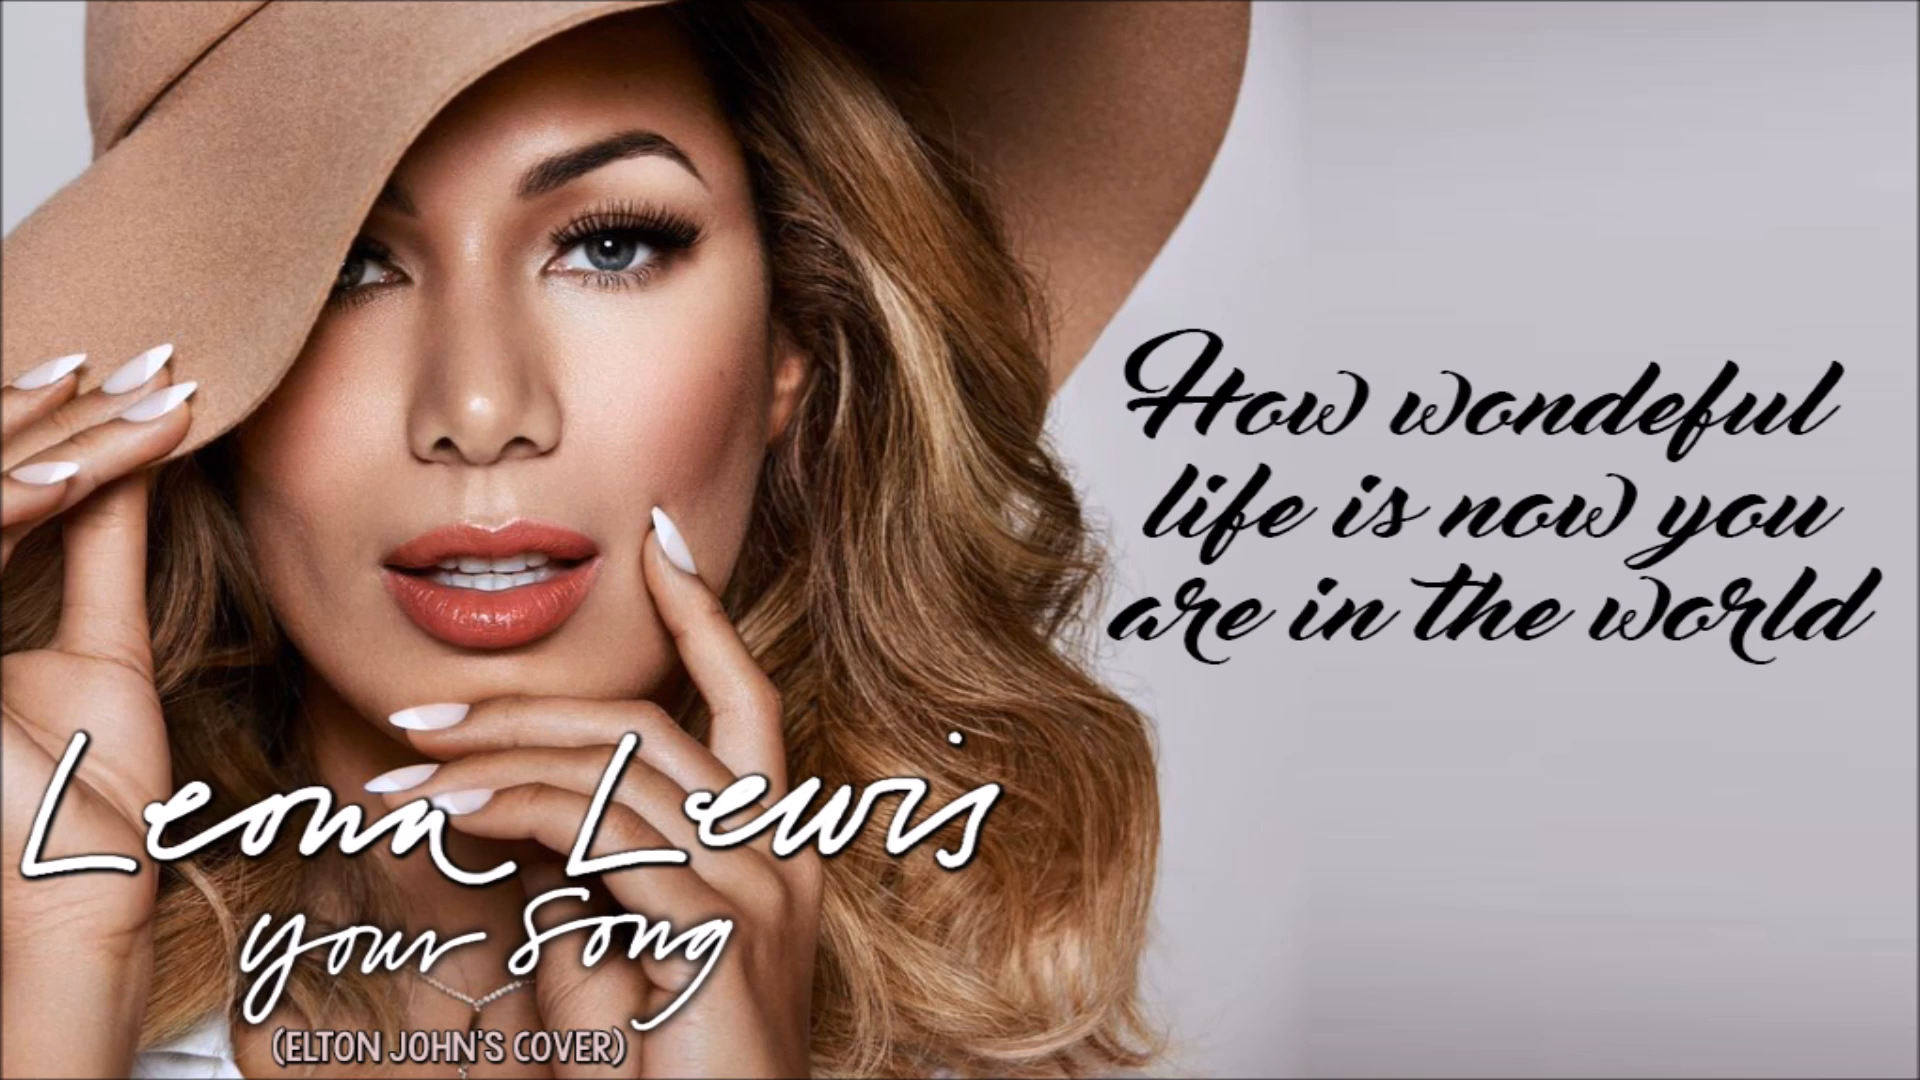 How wondeful
life is now you
are in the world
Leona Lewis
your Song
(ELTON JOHN'S COVER)